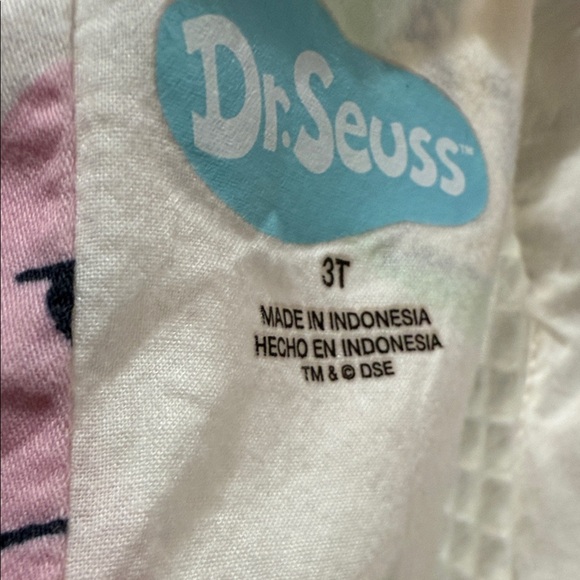 Dr. Seuss™
3T
MADE IN INDONESIA
HECHO EN INDONESIA
TM & © DSE